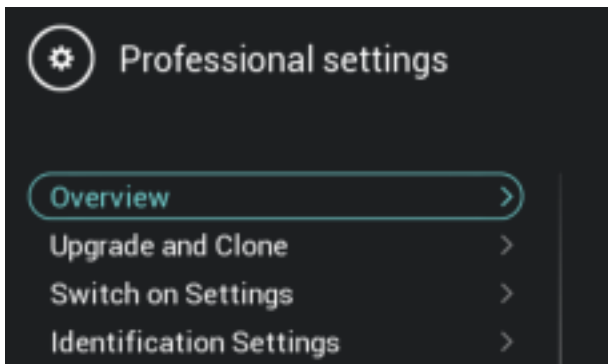 Professional settings
Overview
Upgrade and Clone
Switch on Settings
Identification Settings